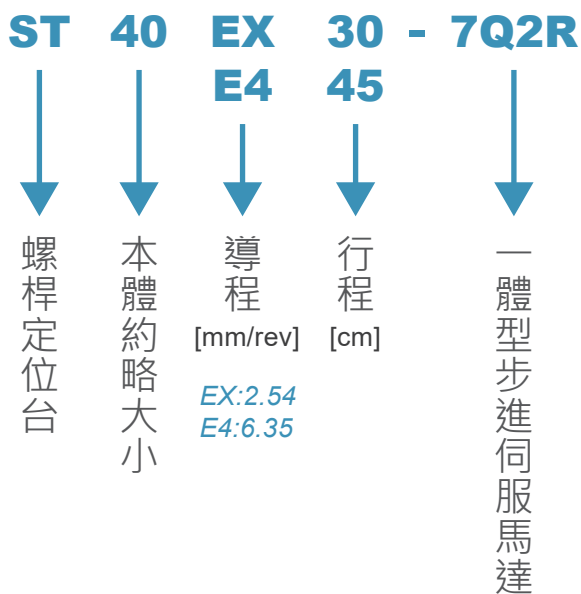 ST 40 EX 30 - 7Q2R
E4 45
螺桿定位台
本體約略大小
導程
[mm/rev]
EX:2.54
E4:6.35
行程
[cm]
一體型步進伺服馬達